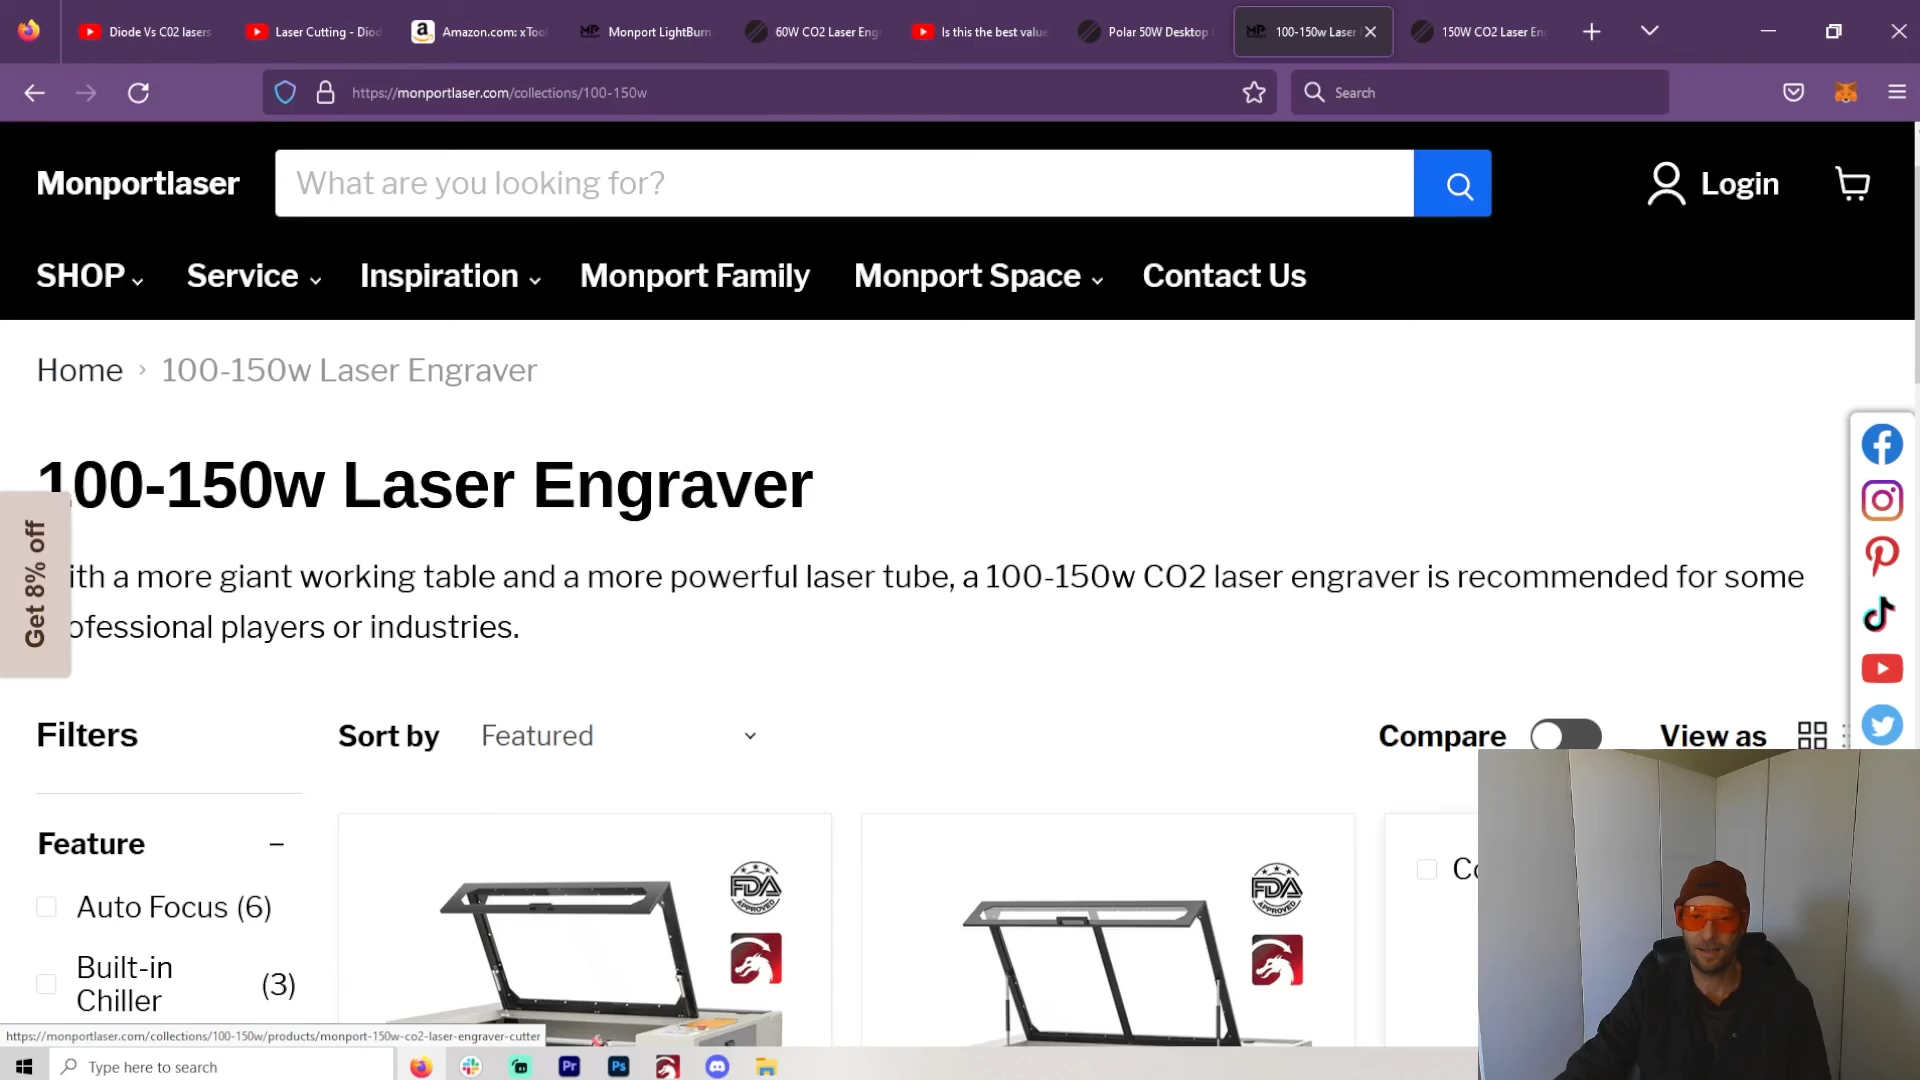 Diode Vs C02 lasers
Laser Cutting - Diod
Amazon.com: xTool
Monport LightBurn
60W CO2 Laser Engr
Is this the best value
Polar 50W Desktop
100-150w Laser
150W CO2 Laser En
https://monportlaser.com/collections/100-150w
Search
Monportlaser
What are you looking for?
Login
SHOP
Service
Inspiration
Monport Family
Monport Space
Contact Us
Home
100-150w Laser Engraver
100-150w Laser Engraver
ith a more giant working table and a more powerful laser tube, a 100-150w CO2 laser engraver is recommended for some
ofessional players or industries.
Get 8% off
Filters
Sort by
Featured
Compare
View as
Feature
Auto Focus (6)
Built-in
Chiller
(3)
FDA
APPROVED
FDA
APPROVED
Co
https://monportlaser.com/collections/100-150w/products/monport-150w-co2-laser-engraver-cutter
Type here to search
Pr
Ps